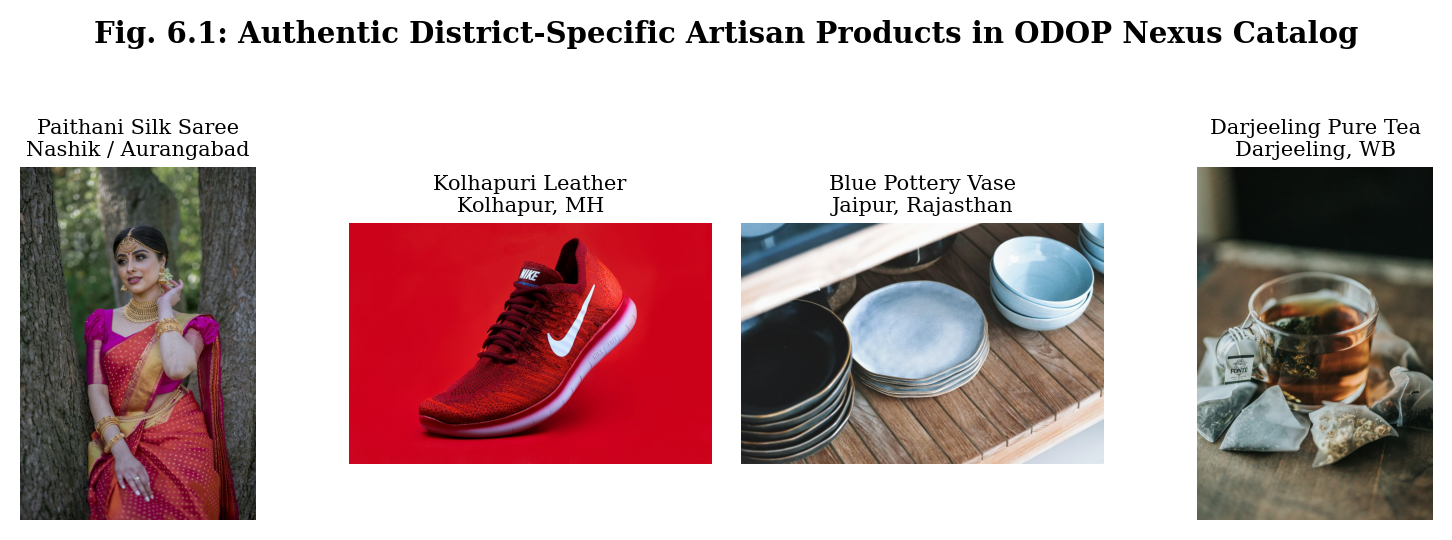 Fig. 6.1: Authentic District-Specific Artisan Products in ODOP Nexus Catalog
Paithani Silk Saree
Nashik / Aurangabad
Kolhapuri Leather
Kolhapur, MH
Blue Pottery Vase
Jaipur, Rajasthan
Darjeeling Pure Tea
Darjeeling, WB
NIKE
FONTÉ